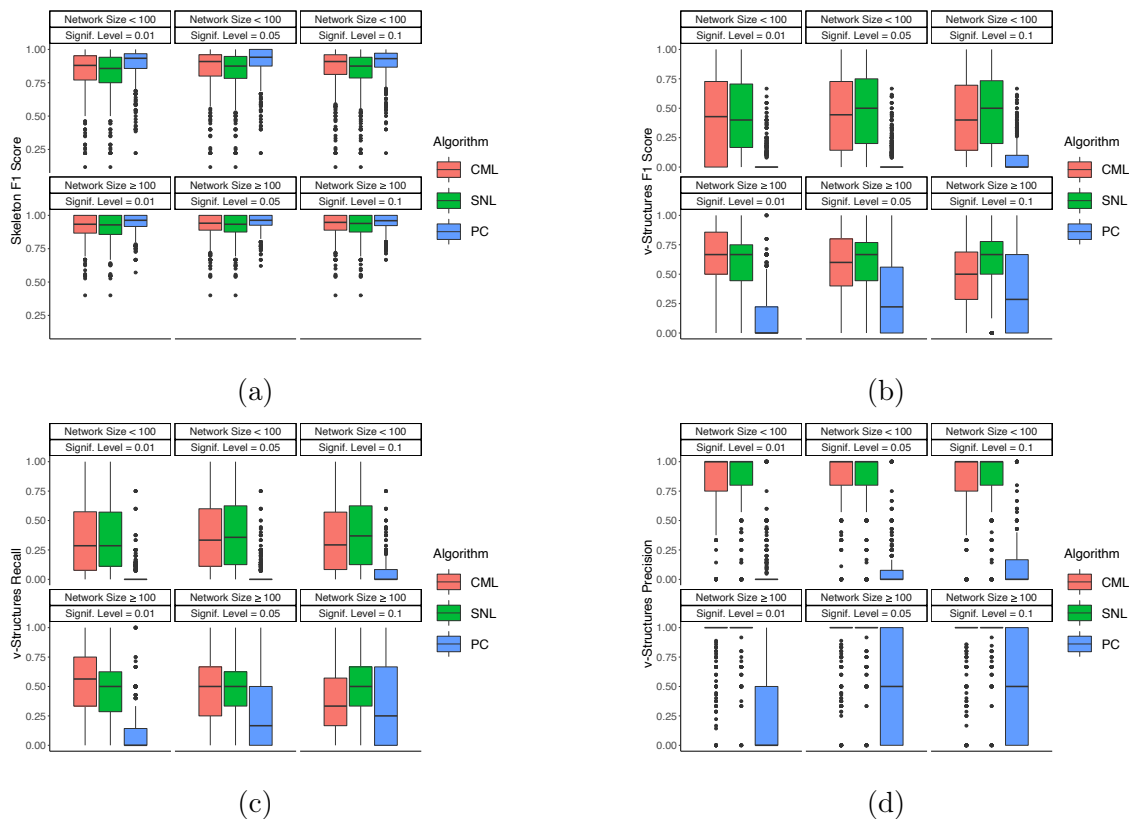 Network Size < 100 Network Size < 100 Network Size < 100
Signif. Level = 0.01 Signif. Level = 0.05 Signif. Level = 0.1
1.00
0.75
0.50
0.25
Network Size ≥ 100 Network Size ≥ 100 Network Size ≥ 100
Signif. Level = 0.01 Signif. Level = 0.05 Signif. Level = 0.1
1.00
0.75
0.50
0.25
Skeleton F1 Score
Algorithm
CML
SNL
PC
(a)
Network Size < 100 Network Size < 100 Network Size < 100
Signif. Level = 0.01 Signif. Level = 0.05 Signif. Level = 0.1
1.00
0.75
0.50
0.25
0.00
Network Size ≥ 100 Network Size ≥ 100 Network Size ≥ 100
Signif. Level = 0.01 Signif. Level = 0.05 Signif. Level = 0.1
1.00
0.75
0.50
0.25
0.00
v-Structures F1 Score
Algorithm
CML
SNL
PC
(b)
Network Size < 100 Network Size < 100 Network Size < 100
Signif. Level = 0.01 Signif. Level = 0.05 Signif. Level = 0.1
1.00
0.75
0.50
0.25
0.00
Network Size ≥ 100 Network Size ≥ 100 Network Size ≥ 100
Signif. Level = 0.01 Signif. Level = 0.05 Signif. Level = 0.1
1.00
0.75
0.50
0.25
0.00
v-Structures Recall
Algorithm
CML
SNL
PC
(c)
Network Size < 100 Network Size < 100 Network Size < 100
Signif. Level = 0.01 Signif. Level = 0.05 Signif. Level = 0.1
1.00
0.75
0.50
0.25
0.00
Network Size ≥ 100 Network Size ≥ 100 Network Size ≥ 100
Signif. Level = 0.01 Signif. Level = 0.05 Signif. Level = 0.1
1.00
0.75
0.50
0.25
0.00
v-Structures Precision
Algorithm
CML
SNL
PC
(d)